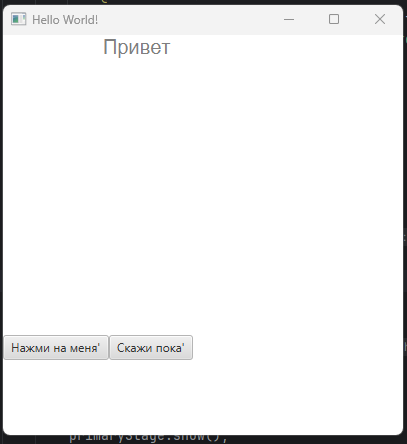 Hello World!
Привет
Нажми на меня' Скажи пока'
primaryStage.show();